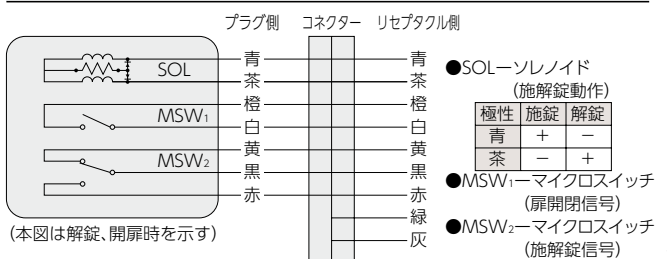 プラグ側 コネクター リセプタクル側
SOL
MSW1
MSW2
青
茶
橙
白
黄
黒
赤
青
茶
橙
白
黄
黒
赤
緑
灰
(本図は解錠、開扉時を示す)
●SOLーソレノイド
(施解錠動作)
極性 施錠 解錠
青 + −
茶 − +
●MSW1ーマイクロスイッチ
(扉開閉信号)
●MSW2ーマイクロスイッチ
(施解錠信号)